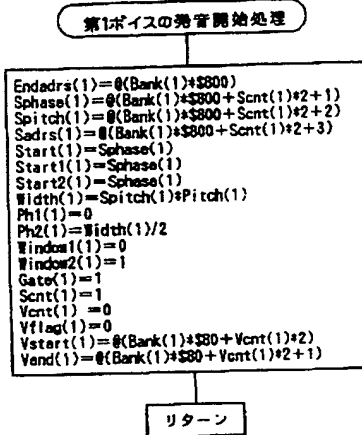 第1ボイスの発音開始処理
Endadrs(1)=@(Bank(1)*$800)
Sphase(1)=@(Bank(1)*$800+Scnt(1)*2+1)
Spitch(1)=@(Bank(1)*$800+Scnt(1)*2+2)
Sadrs(1)=@(Bank(1)*$800+Scnt(1)*2+3)
Start(1)=Sphase(1)
Start1(1)=Sphase(1)
Start2(1)=Sphase(1)
Width(1)=Spitch(1)*Pitch(1)
Ph1(1)=0
Ph2(1)=Width(1)/2
Window1(1)=0
Window2(1)=1
Gate(1)=1
Scnt(1)=1
Vcnt(1) =0
Vflag(1)=0
Vstart(1)=@(Bank(1)*$80+Vcnt(1)*2)
Vend(1)=@(Bank(1)*$80+Vcnt(1)*2+1)
リターン